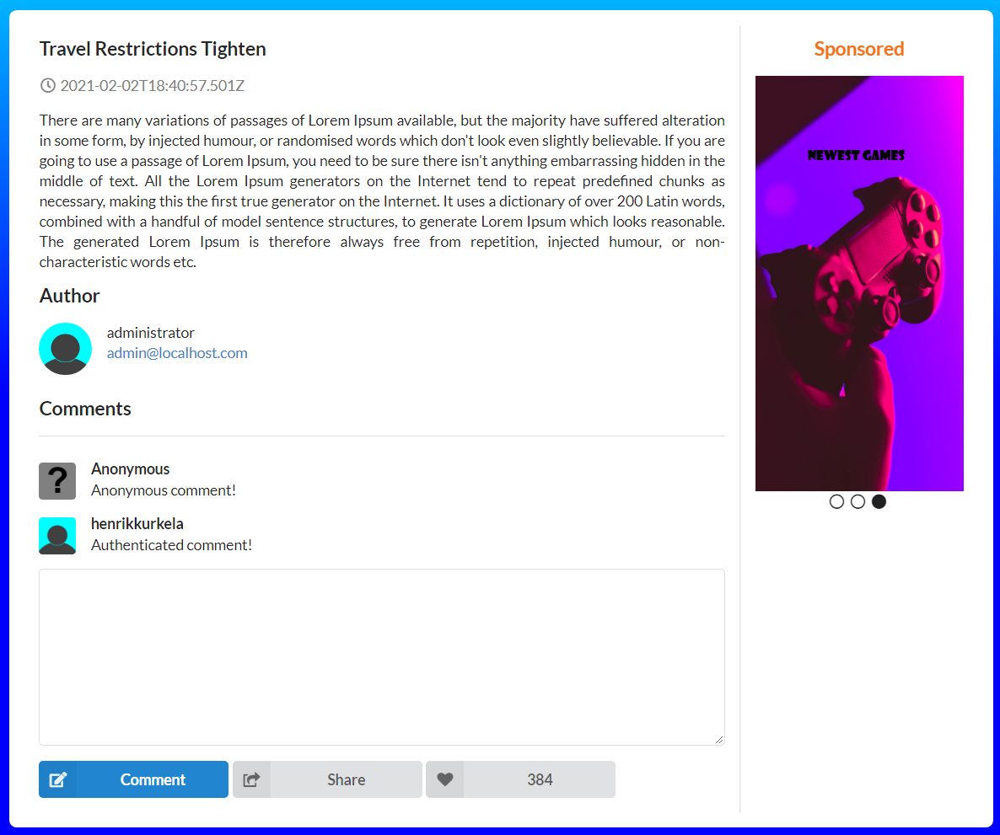 Travel Restrictions Tighten
2021-02-02T18:40:57.501Z
There are many variations of passages of Lorem Ipsum available, but the majority have suffered alteration
in some form, by injected humour, or randomised words which don't look even slightly believable. If you are
going to use a passage of Lorem Ipsum, you need to be sure there isn't anything embarrassing hidden in the
middle of text. All the Lorem Ipsum generators on the Internet tend to repeat predefined chunks as
necessary, making this the first true generator on the Internet. It uses a dictionary of over 200 Latin words,
combined with a handful of model sentence structures, to generate Lorem Ipsum which looks reasonable.
The generated Lorem Ipsum is therefore always free from repetition, injected humour, or non-
characteristic words etc.
Author
administrator
admin@localhost.com
Comments
?
Anonymous
Anonymous comment!
henrikkurkela
Authenticated comment!
Comment
Share
384
Sponsored
NEWEST GAMES